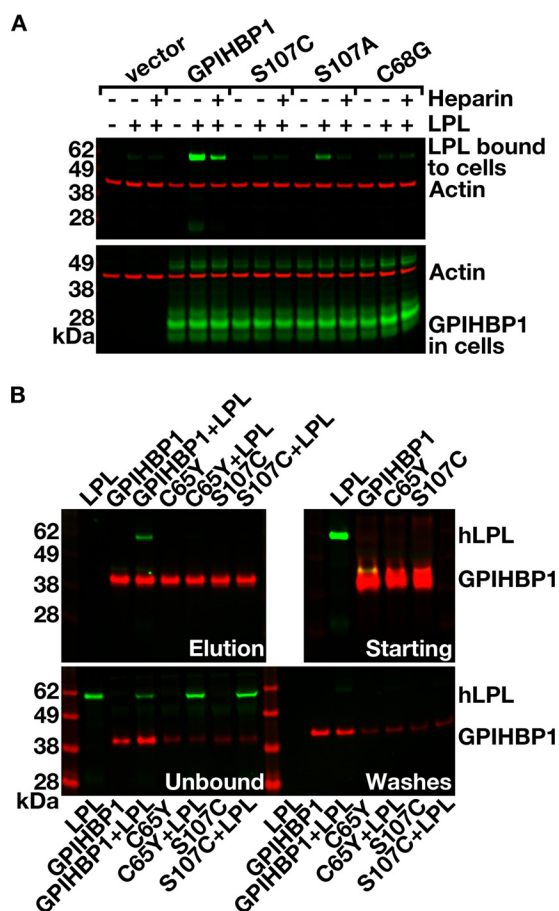 A
vector GPIHBP1 S107C S107A C68G
- - + - - + - - + - - + - - + Heparin
- + + - + + - + + - + + - + + LPL
62 LPL bound
49 to cells
38 Actin
28
49 Actin
38
28 GPIHBP1
kDa in cells
B
LPL GPIHBP1 GPIHBP1+LPL C65Y C65Y+LPL S107C S107C+LPL
LPL GPIHBP1 C65Y S107C
62 hLPL
49
38 GPIHBP1
28
Elution Starting
62 hLPL
49
38 GPIHBP1
28
kDa
Unbound Washes
LPL GPIHBP1 GPIHBP1+LPL C65Y C65Y+LPL S107C S107C+LPL
LPL GPIHBP1 GPIHBP1+LPL C65Y C65Y+LPL S107C S107C+LPL